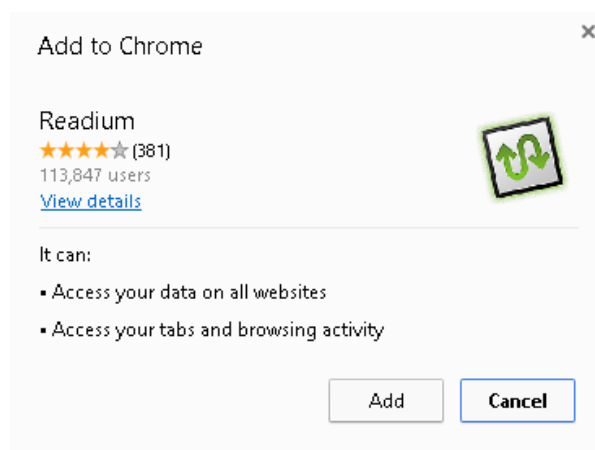 Add to Chrome
Readium
(381)
113,847 users
View details
It can:
▪ Access your data on all websites
▪ Access your tabs and browsing activity
Add Cancel